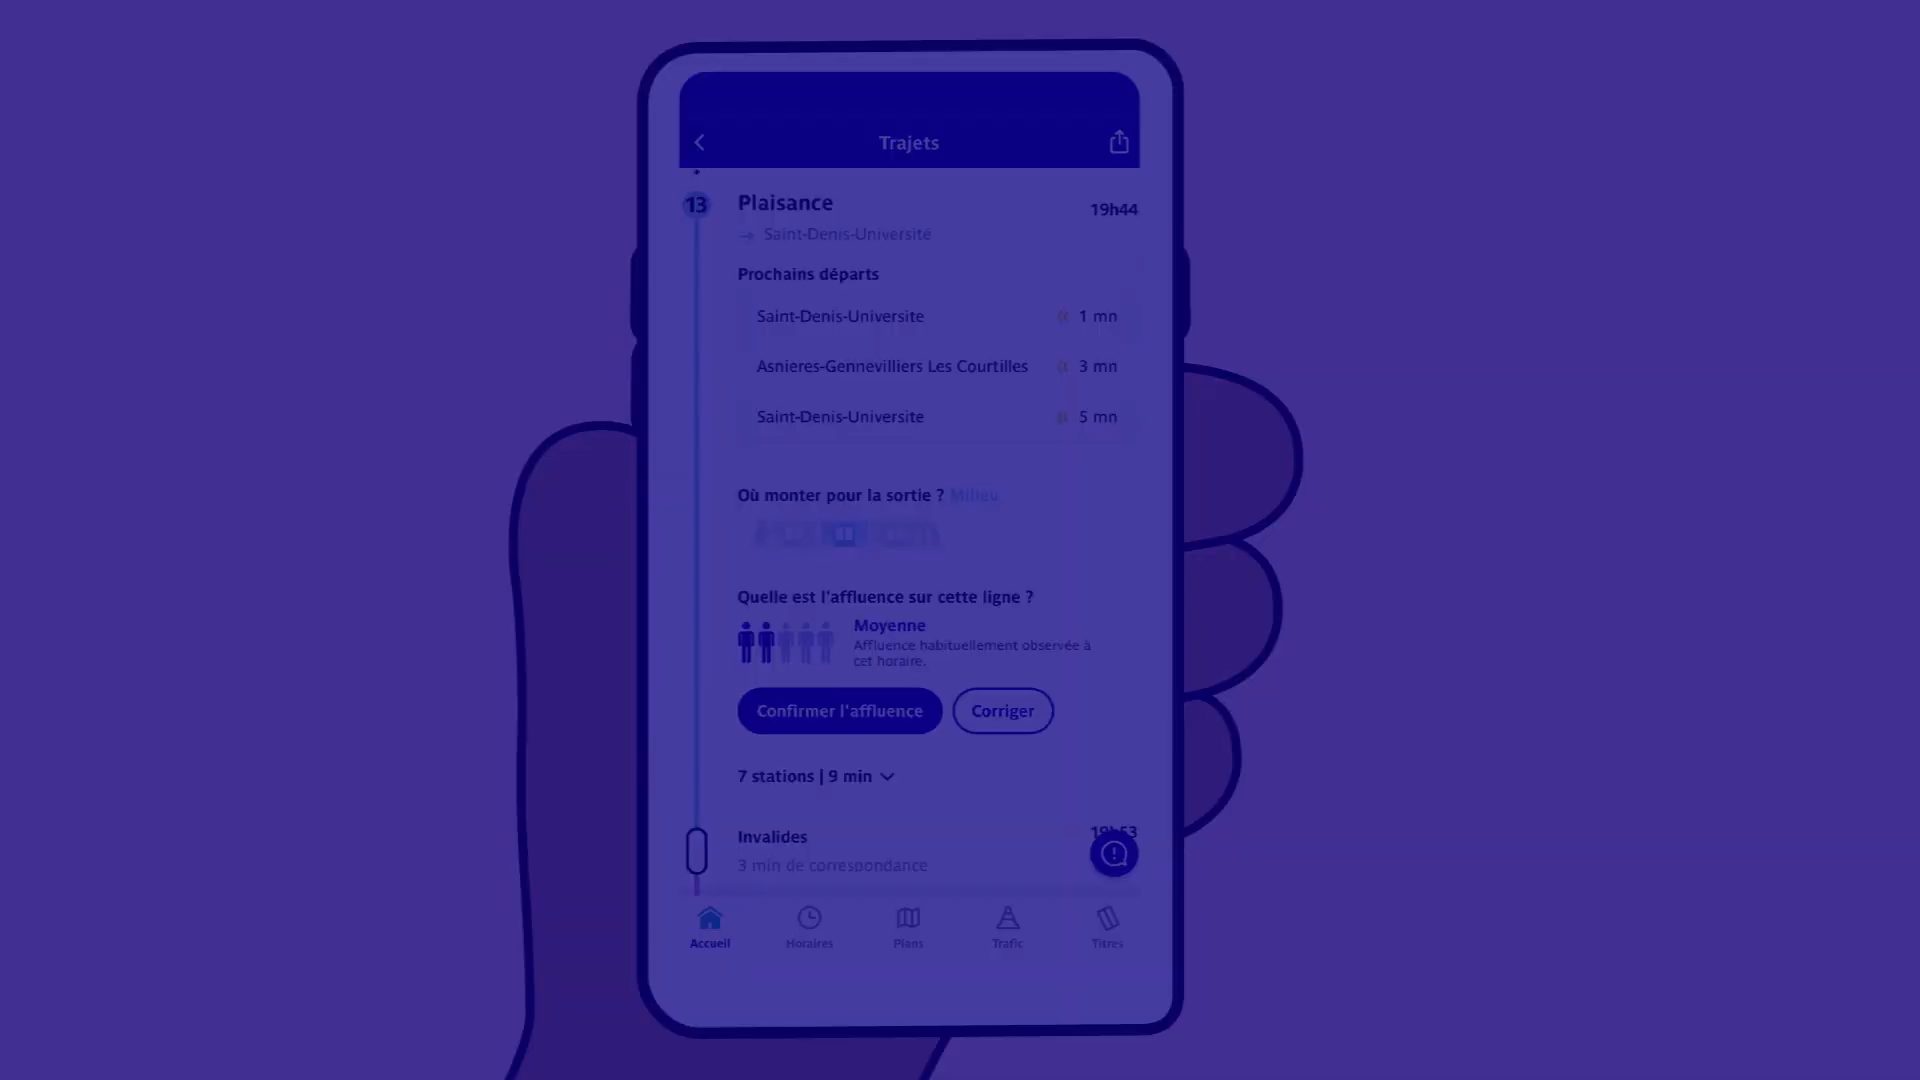 Trajets
13
Plaisance
19h44
→ Saint-Denis-Universite
Prochains départs
Saint-Denis-Universite 1 mn
Asnieres-Gennevilliers Les Courtilles 3 mn
Saint-Denis-Universite 5 mn
Où monter pour la sortie ? Milieu
Quelle est l'affluence sur cette ligne ?
Moyenne
Affluence habituellement observée à
cet horaire.
Confirmer l'affluence
Corriger
7 stations | 9 min
Invalides
19h53
3 min de correspondance
Accueil
Horaires
Plans
Trafic
Titres